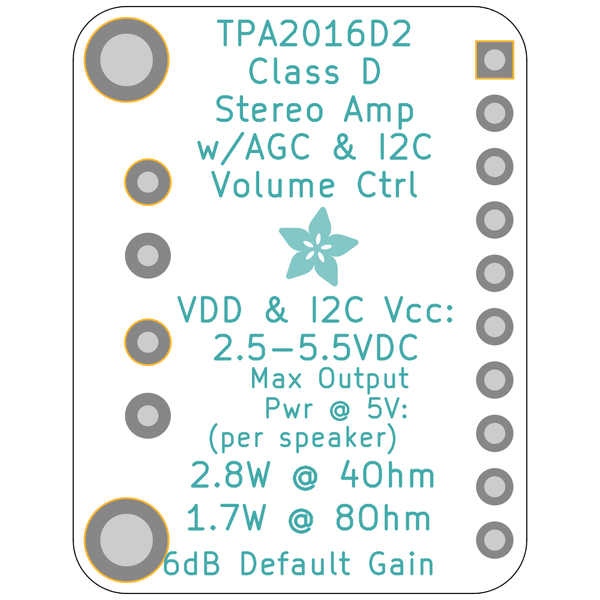 TPA2016D2
Class D
Stereo Amp
w/AGC & I2C
Volume Ctrl
VDD & I2C Vcc:
2.5-5.5VDC
Max Output
Pwr @ 5V:
(per speaker)
2.8W @ 4Ohm
1.7W @ 8Ohm
6dB Default Gain